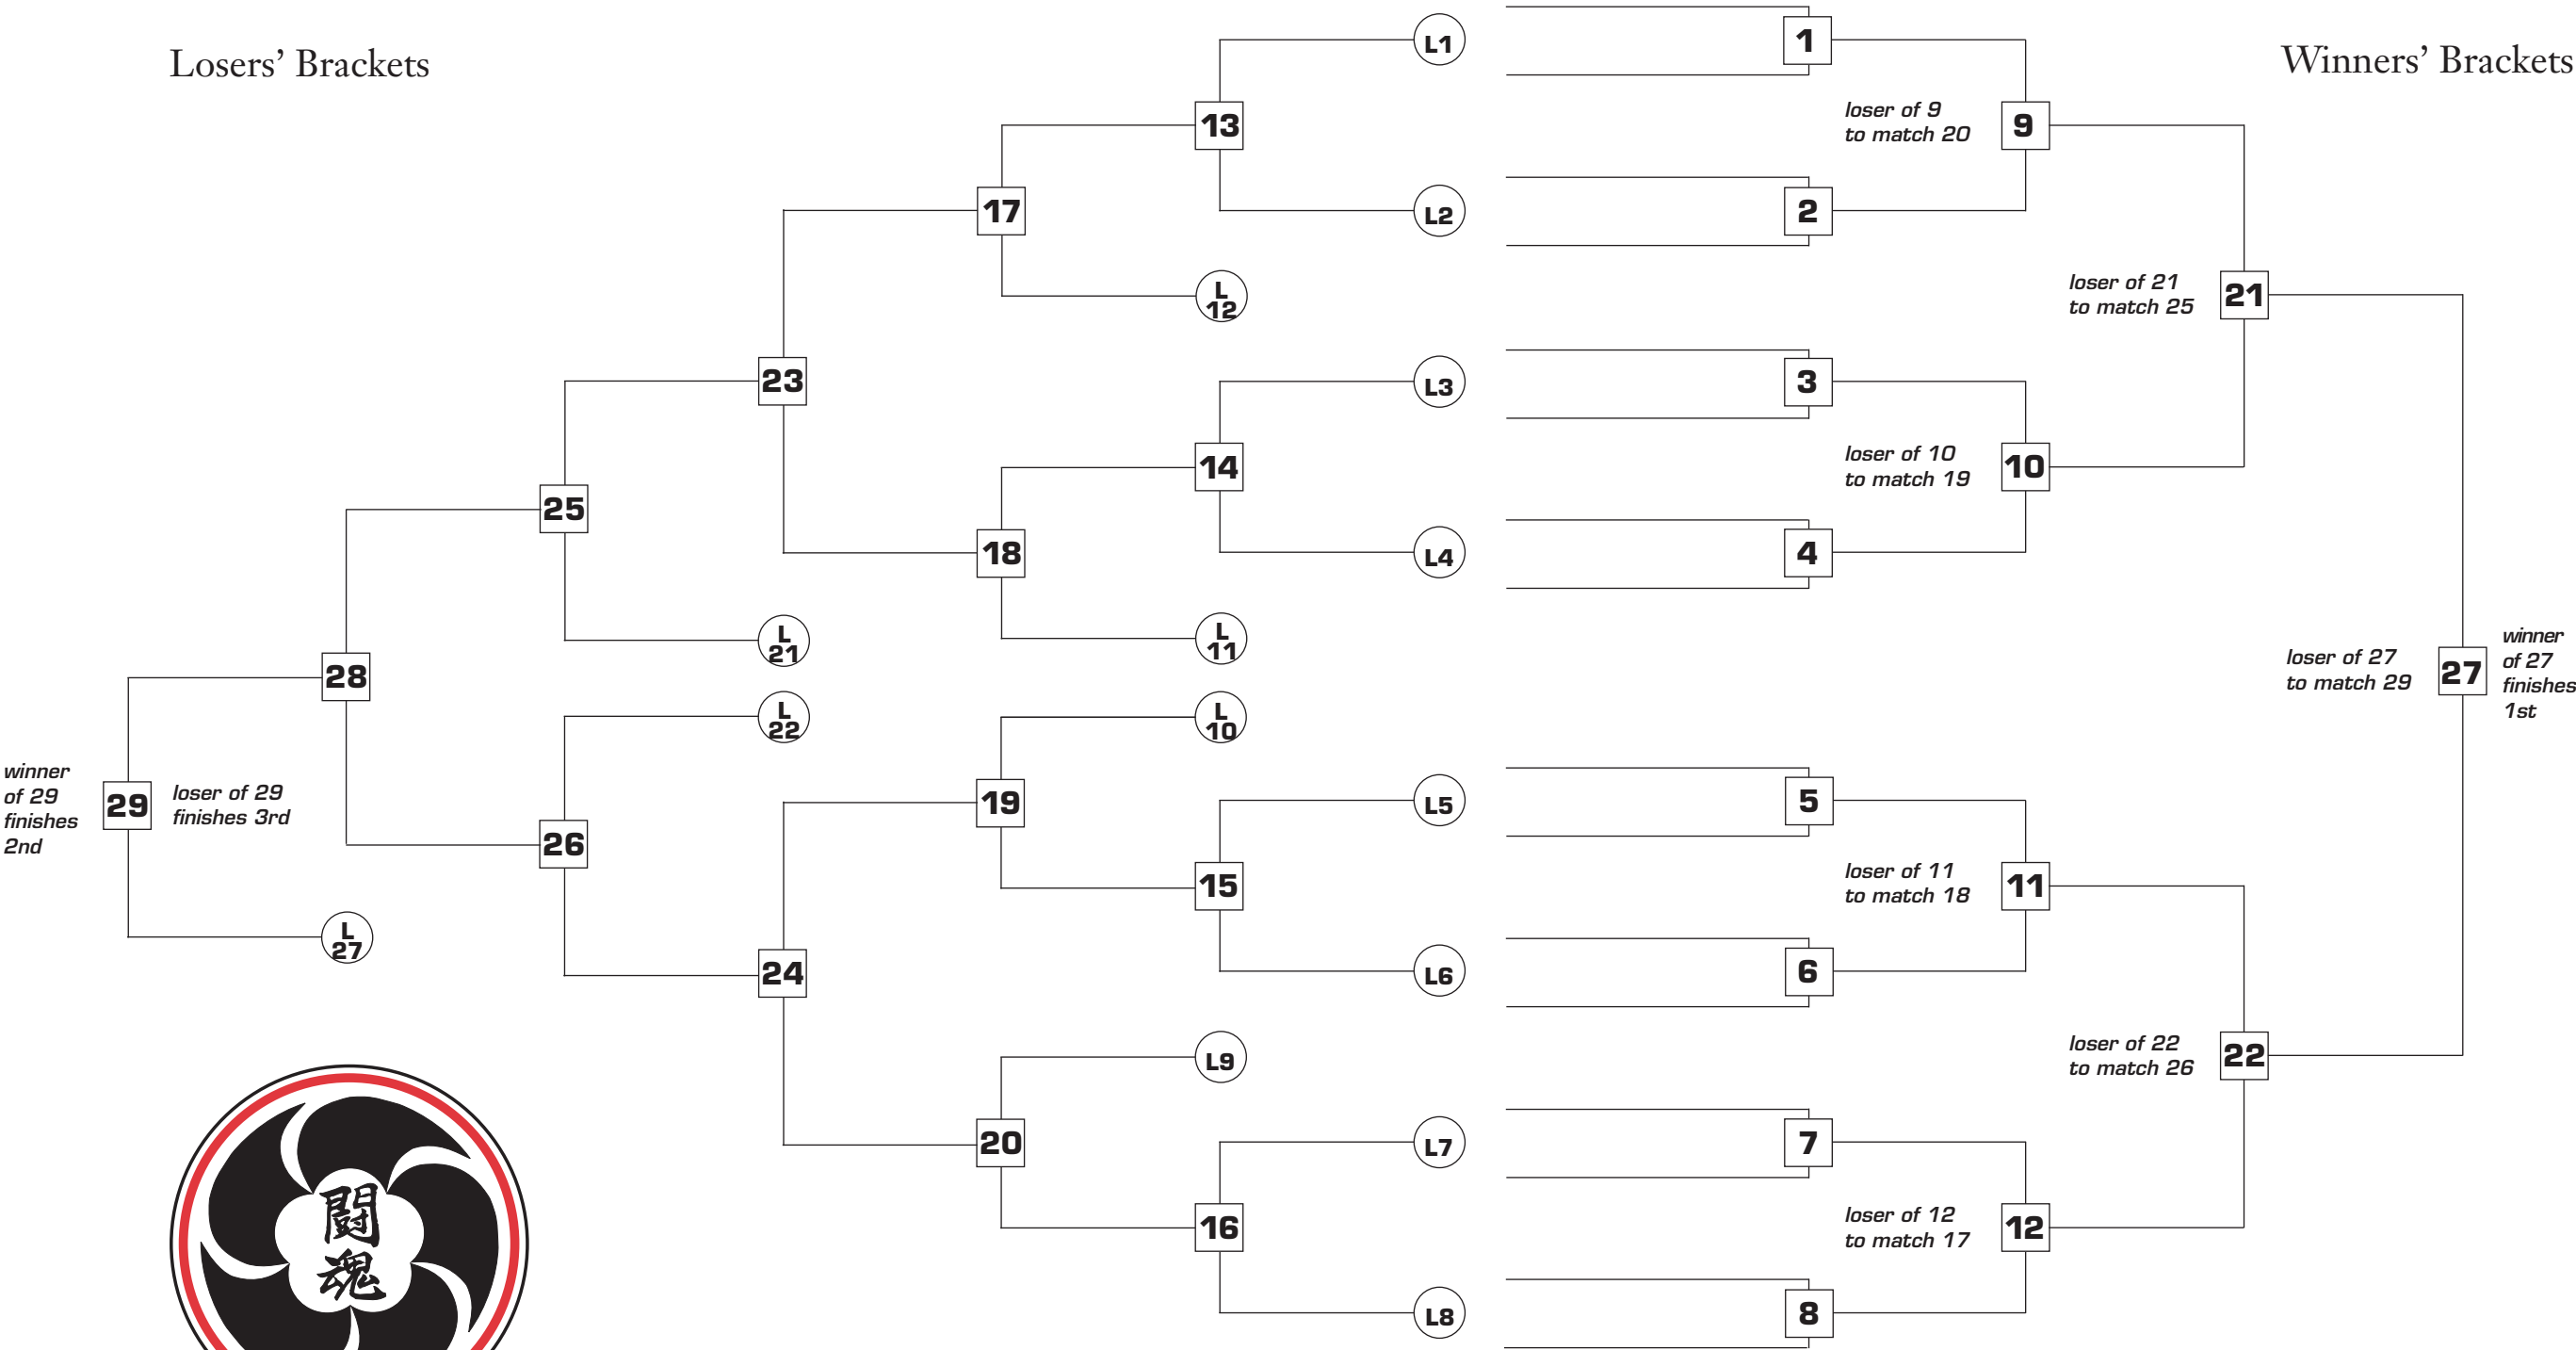 Losers’ Brackets
Winners’ Brackets
L1
1
13
loser of 9
to match 20
9
17
L2
2
L
12
loser of 21
to match 25
21
23
L3
3
14
loser of 10
to match 19
10
25
18
L4
4
L
21
L
11
28
loser of 27
to match 29
27
winner
of 27
finishes
1st
L
22
L
10
winner
of 29
finishes
2nd
29
loser of 29
finishes 3rd
19
L5
5
26
15
loser of 11
to match 18
11
L
27
24
L6
6
L9
loser of 22
to match 26
22
20
L7
7
16
loser of 12
to match 17
12
L8
8
闘
魂